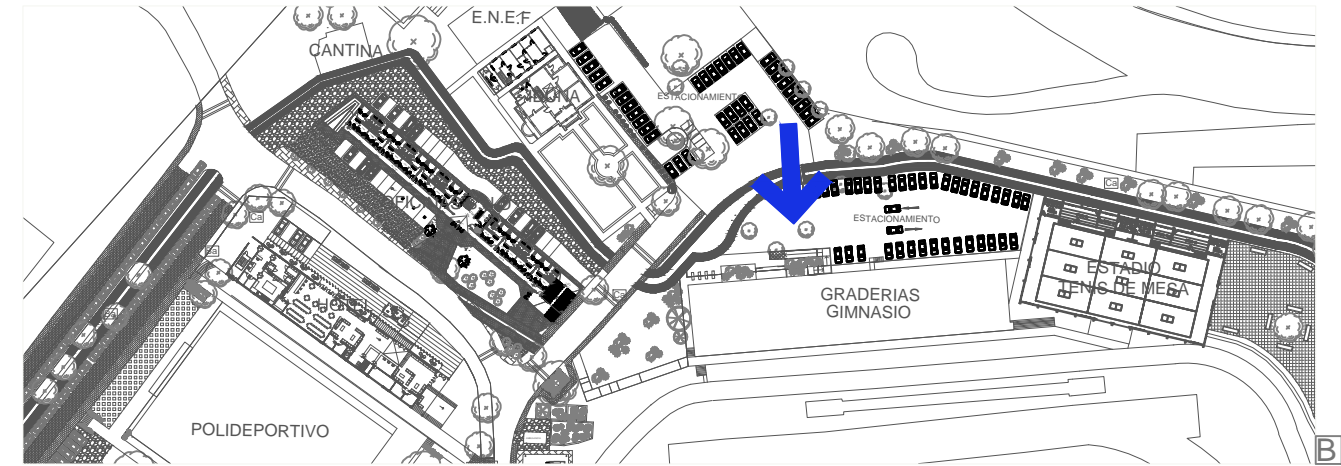 E.N.E.F
CANTINA
ESTACIONAMIENTO
Ca
Ca
ESTACIONAMIENTO
ESTADIO
TENIS DE MESA
GRADERIAS
GIMNASIO
POLIDEPORTIVO
B